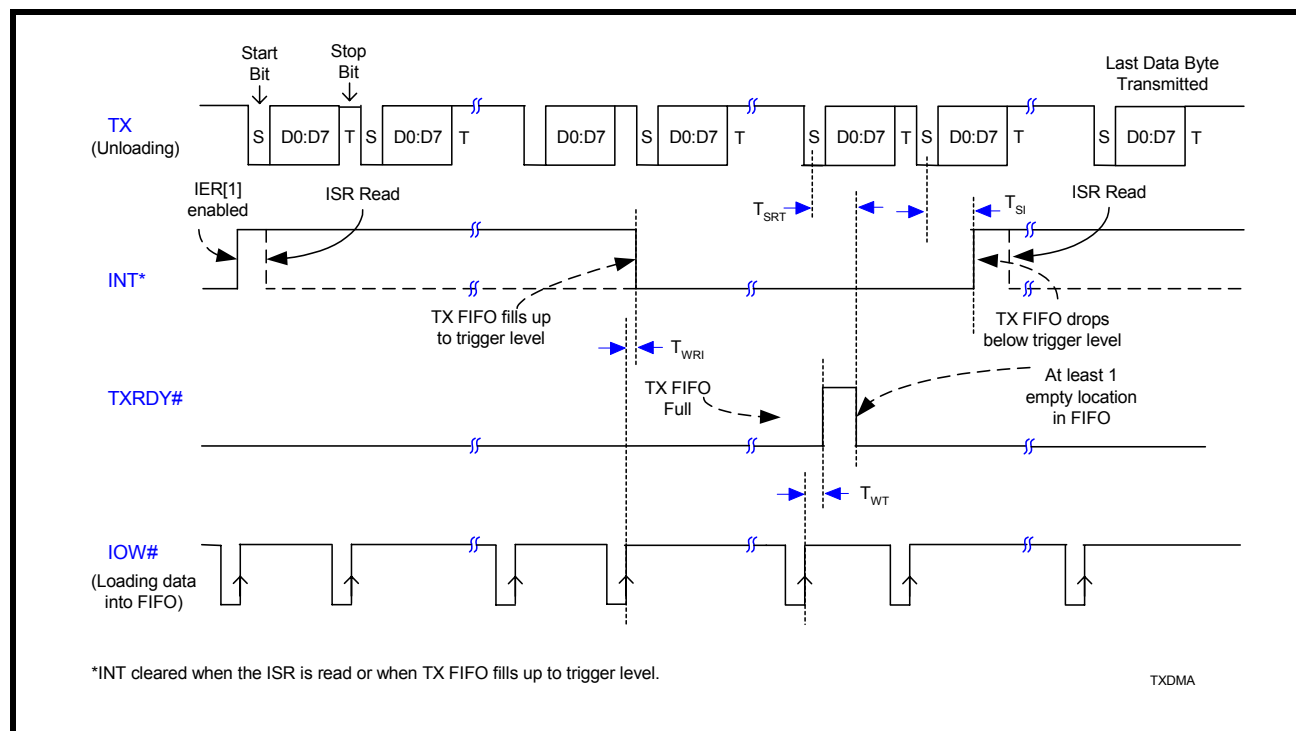 Start
Bit
Stop
Bit
Last Data Byte
Transmitted
TX
(Unloading)
S D0:D7 T S D0:D7 T D0:D7 S D0:D7 T S D0:D7 T S D0:D7 T S D0:D7 T
IER[1]
enabled
ISR Read
TSRT
TSI
ISR Read
INT*
TX FIFO fills up
to trigger level
TX FIFO drops
below trigger level
TWRI
TXRDY#
TX FIFO
Full
At least 1
empty location
in FIFO
TWT
IOW#
(Loading data
into FIFO)
*INT cleared when the ISR is read or when TX FIFO fills up to trigger level.
TXDMA